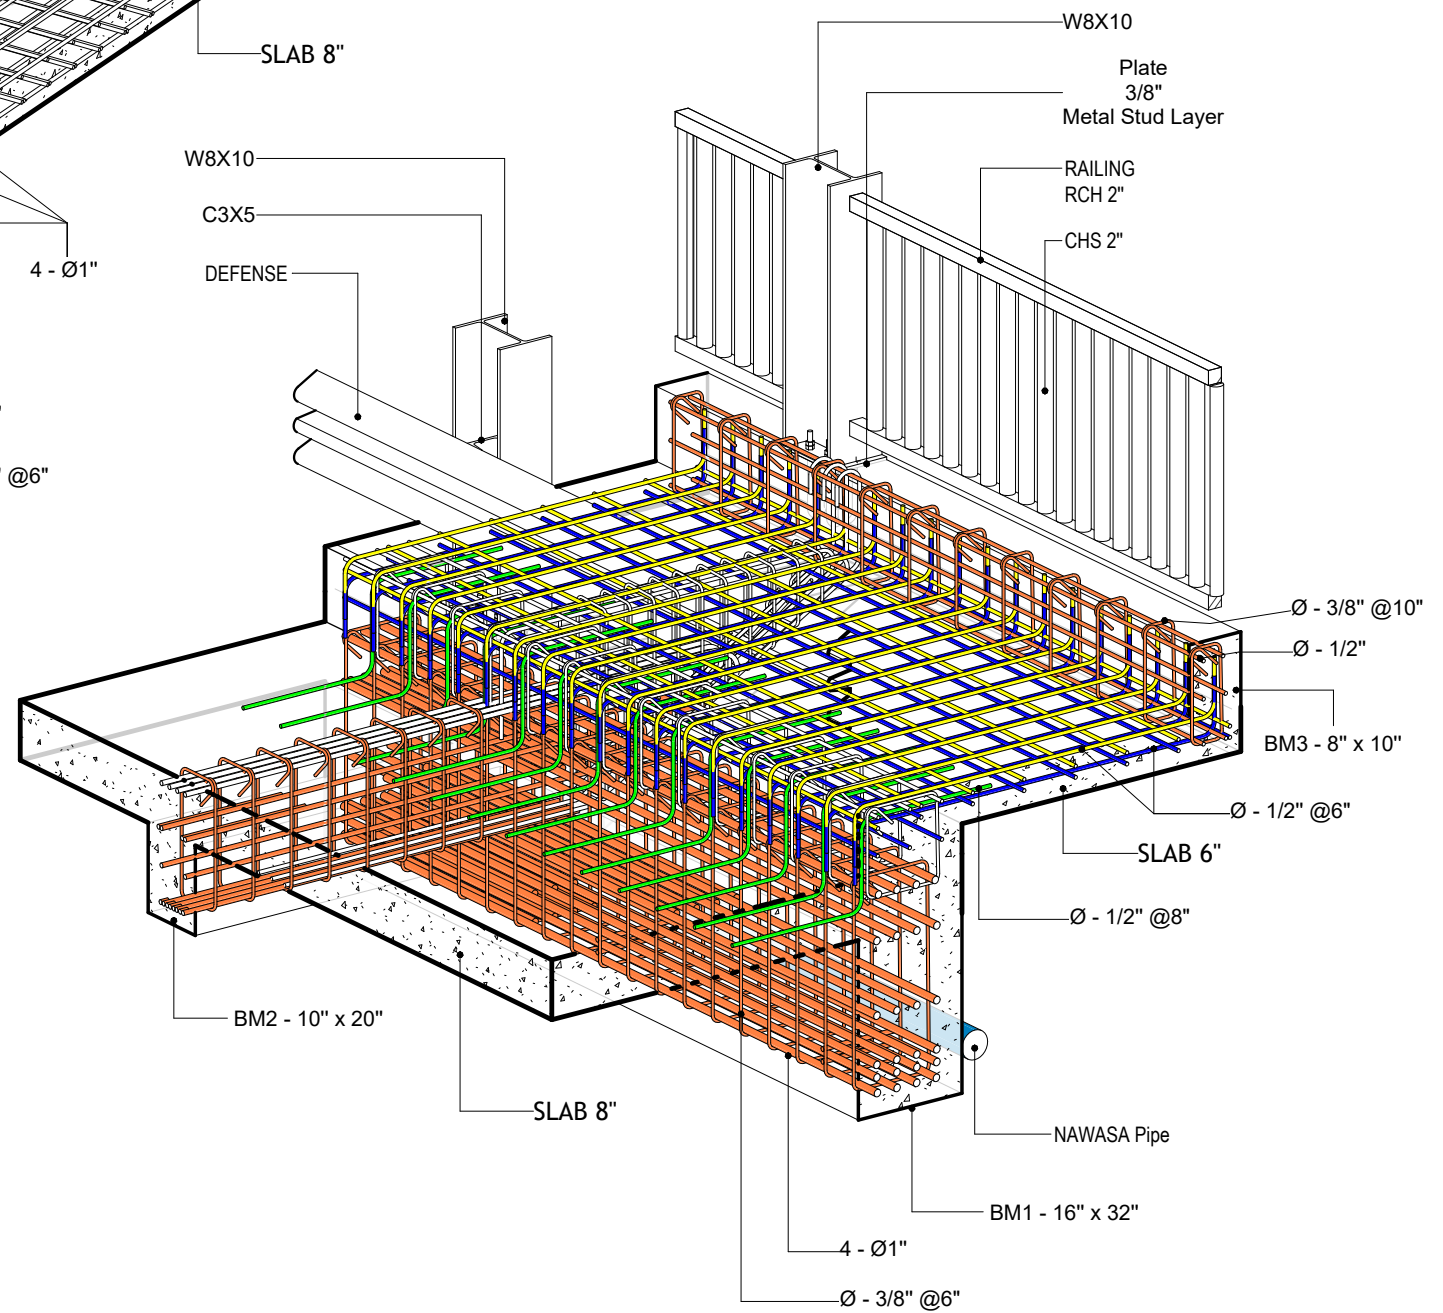 W8X10
SLAB 8"
Plate
3/8"
Metal Stud Layer
W8X10
RAILING
RCH 2"
C3X5
CHS 2"
4 - Ø1"
DEFENSE
" @6"
Ø - 3/8" @10"
Ø - 1/2"
BM3 - 8" x 10"
Ø - 1/2" @6"
SLAB 6"
Ø - 1/2" @8"
BM2 - 10" x 20"
SLAB 8"
NAWASA Pipe
BM1 - 16" x 32"
4 - Ø1"
Ø - 3/8" @6"